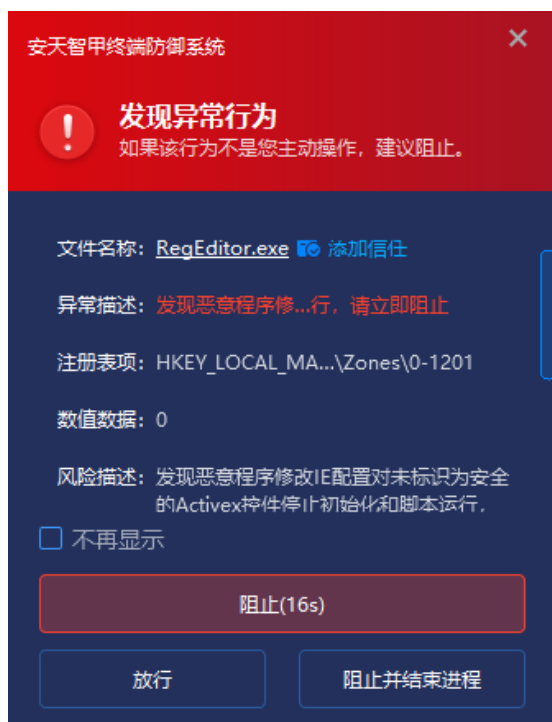 安天智甲终端防御系统
发现异常行为
如果该行为不是您主动操作，建议阻止。
文件名称：RegEditor.exe 添加信任
异常描述：发现恶意程序修...行，请立即阻止
注册表项：HKEY_LOCAL_MA...\Zones\0-1201
数值数据：0
风险描述：发现恶意程序修改IE配置对未标识为安全
的Activex控件停止初始化和脚本运行，
不再显示
阻止(16s)
放行 阻止并结束进程